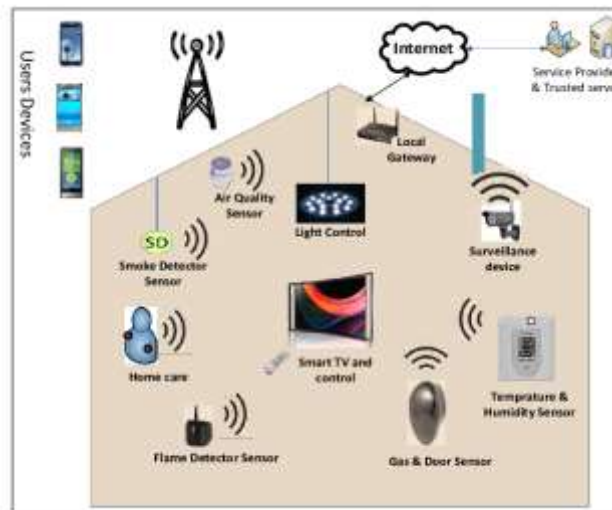 Users Devices
Internet
Service Provide
& Trusted serve
Local
Gateway
Air Quality
Sensor
Light Control
Surveillance
device
SD
Smoke Detector
Sensor
Home care
Smart TV and
control
Temprature &
Humidity Sensor
Flame Detector Sensor
Gas & Door Sensor